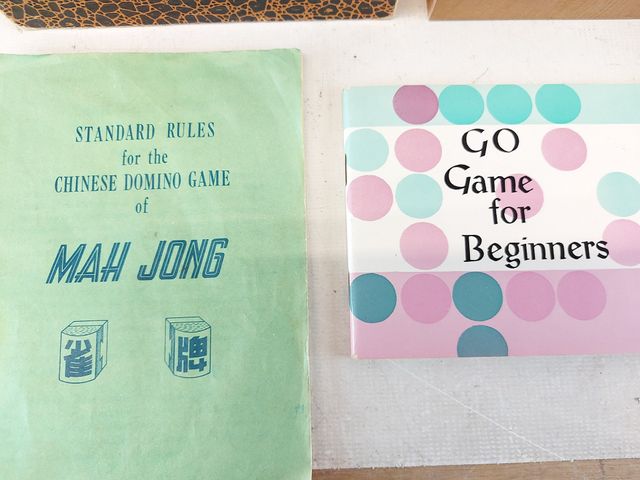 STANDARD RULES
for the
CHINESE DOMINO GAME
of
MAH JONG
雀 牌
GO
Game
for
Beginners